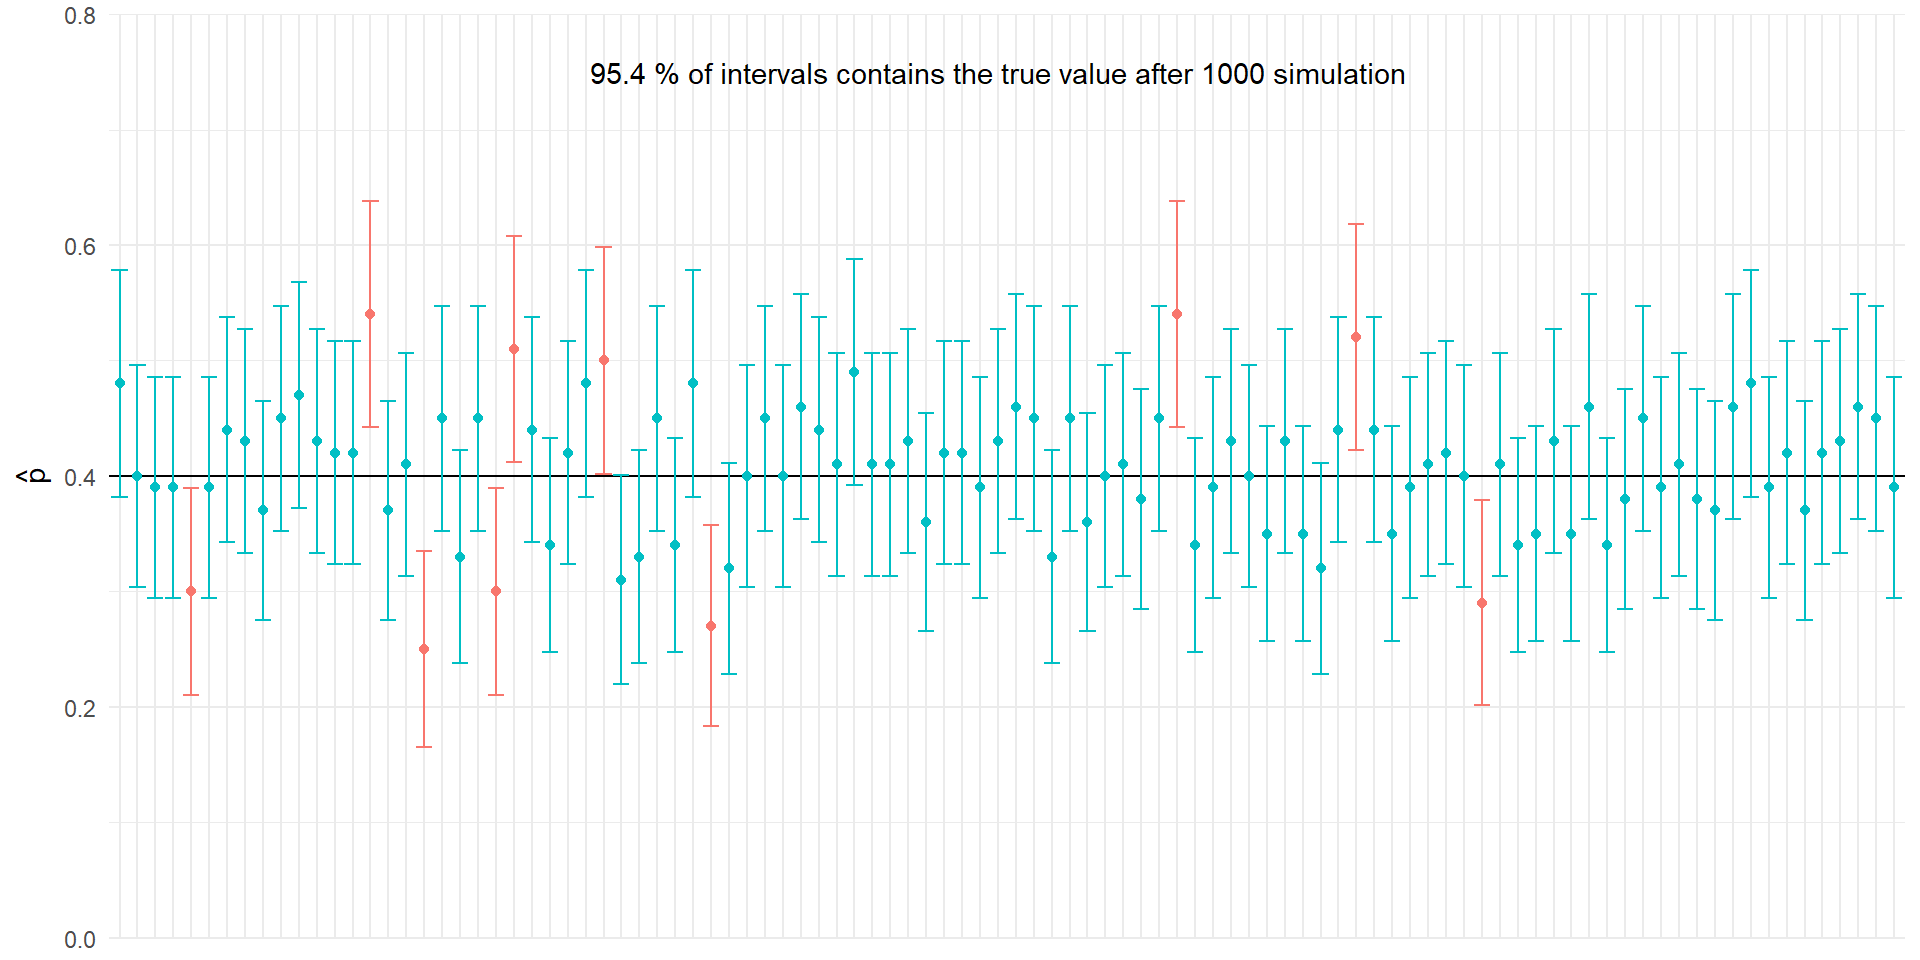 0.8
95.4 % of intervals contains the true value after 1000 simulation
0.6
p̂
0.4
0.2
0.0